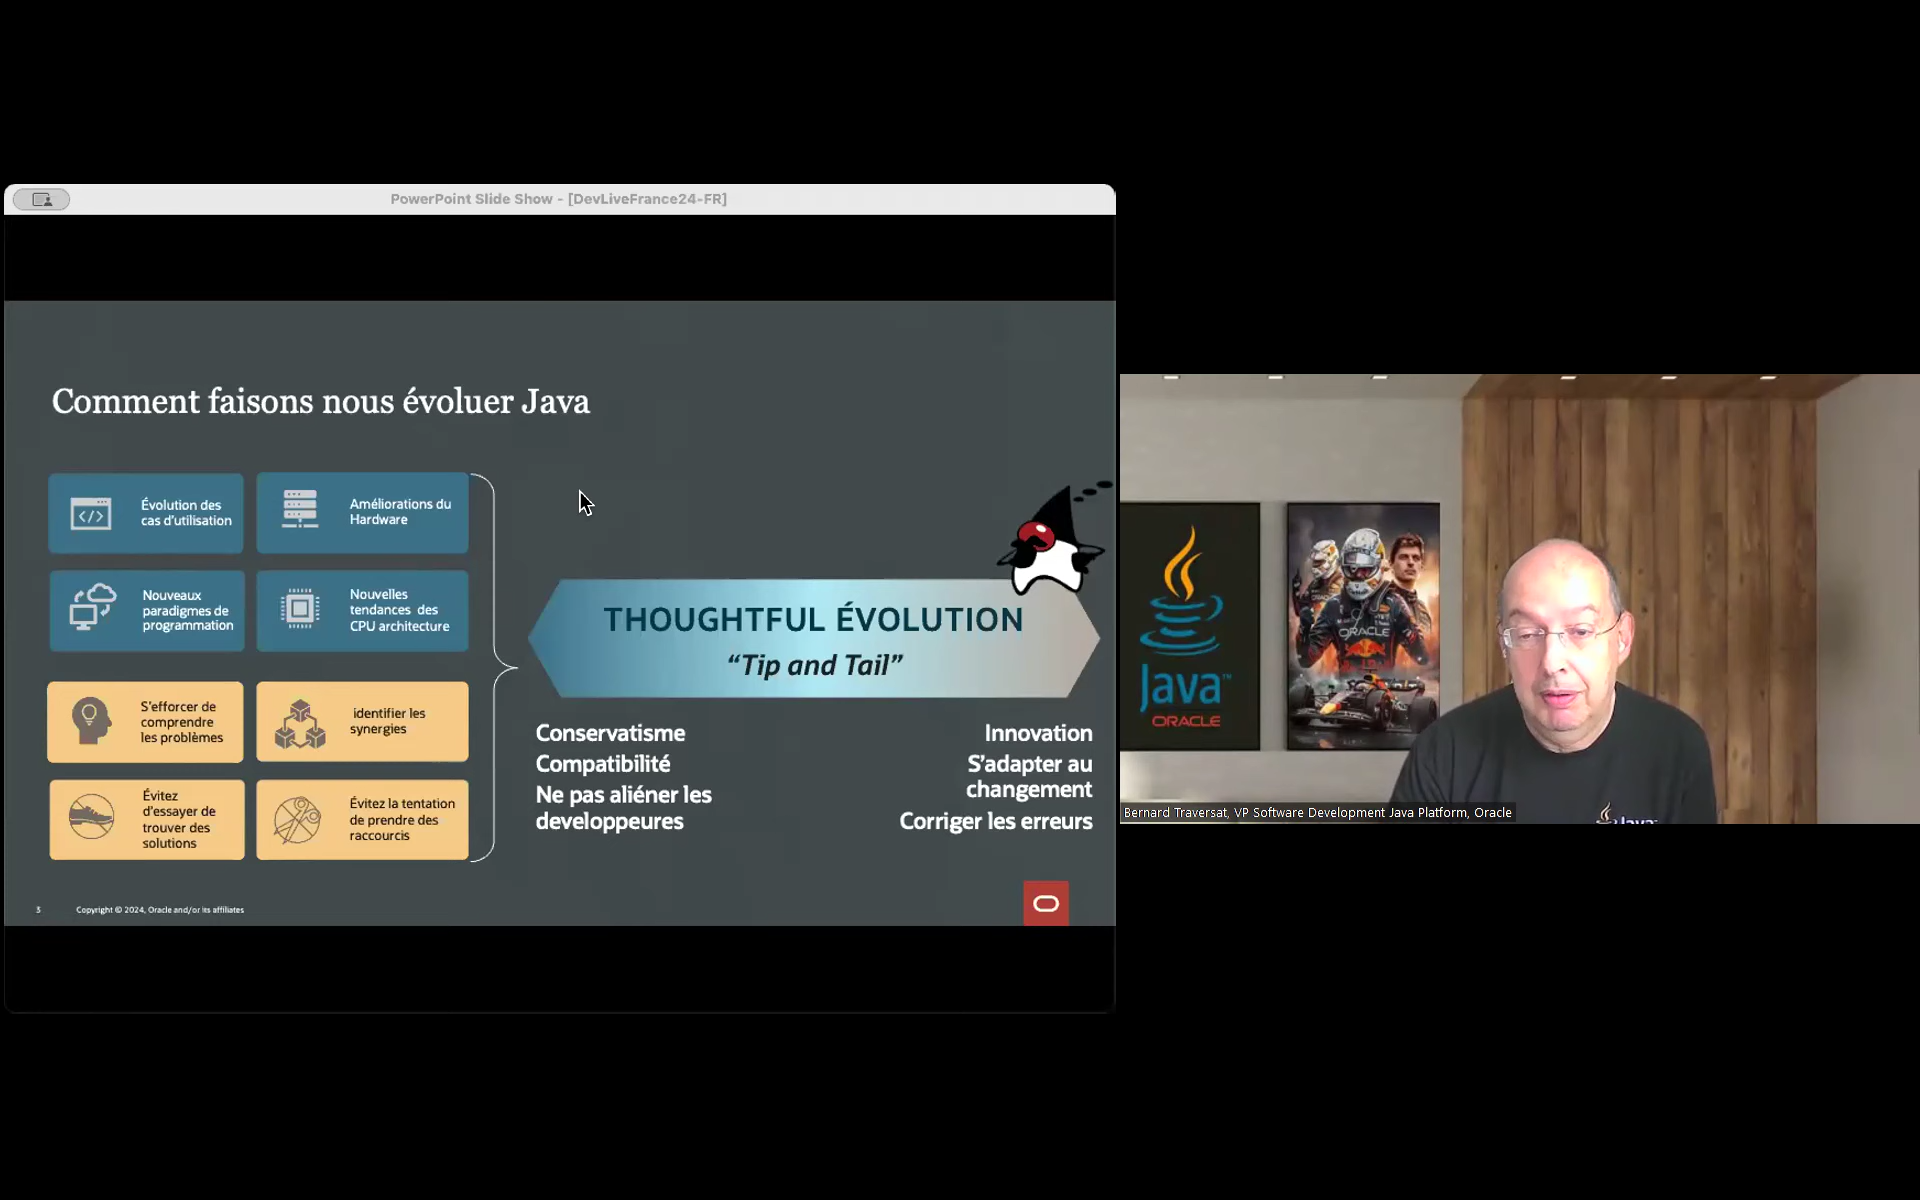 PowerPoint Slide Show - [DevLiveFrance24-FR]
Comment faisons nous évoluer Java
Évolution des
cas d'utilisation
Améliorations du
Hardware
Nouveaux
paradigmes de
programmation
Nouvelles
tendances des
CPU architecture
S'efforcer de
comprendre
les problèmes
identifier les
synergies
Évitez
d'essayer de
trouver des
solutions
Évitez la tentation
de prendre des
raccourcis
THOUGHTFUL ÉVOLUTION
“Tip and Tail”
Conservatisme
Compatibilité
Ne pas aliéner les
developpeures
Innovation
S'adapter au
changement
Corriger les erreurs
3
Copyright © 2024, Oracle and/or its affiliates
Java™
ORACLE
ORACLE
Red Bull
Java
Bernard Traversat, VP Software Development Java Platform, Oracle